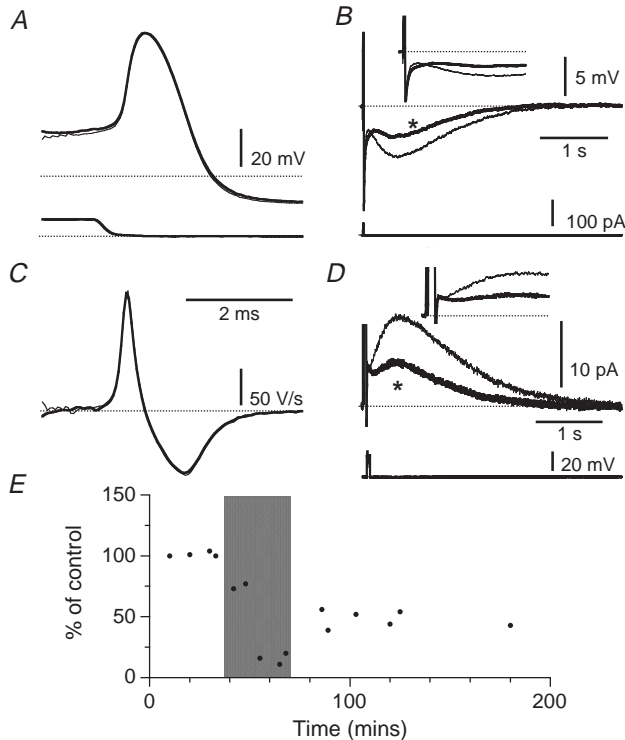 A
B
20 mV
5 mV
*
1 s
100 pA
C
2 ms
50 V/s
D
10 pA
*
1 s
20 mV
E
% of control
150
100
50
0
0
100
200
Time (mins)